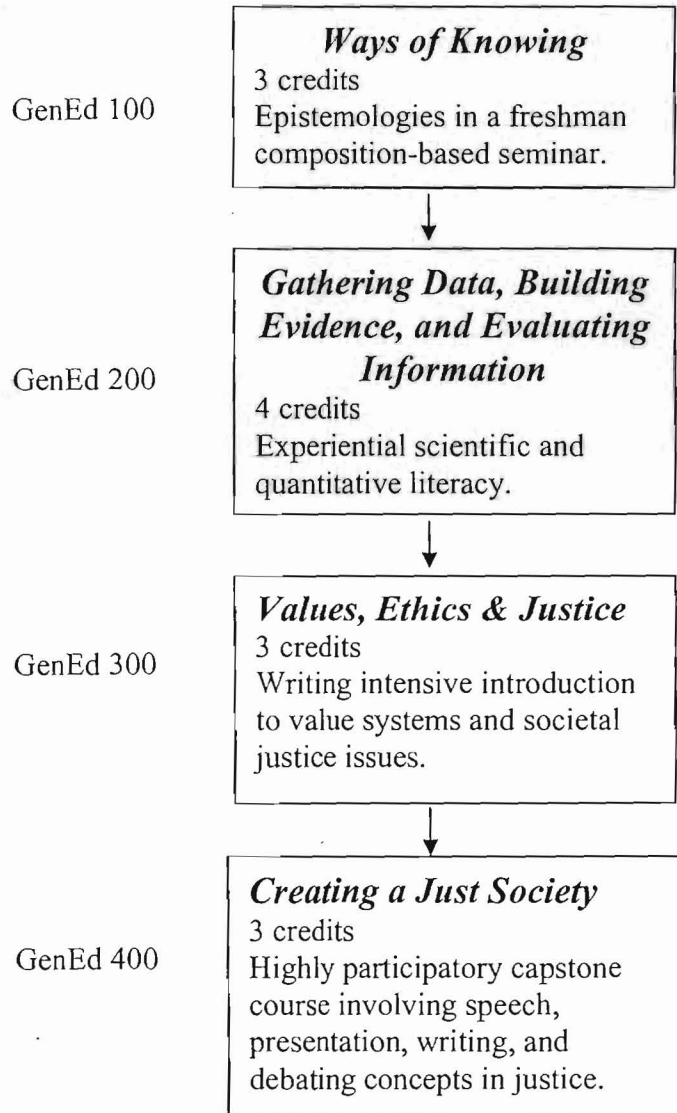 Ways of Knowing
3 credits
GenEd 100
Epistemologies in a freshman
composition-based seminar.
Gathering Data, Building
Evidence, and Evaluating
Information
GenEd 200
4 credits
Experiential scientific and
quantitative literacy.
Values, Ethics & Justice
3 credits
GenEd 300
Writing intensive introduction
to value systems and societal
justice issues.
Creating a Just Society
3 credits
GenEd 400
Highly participatory capstone
course involving speech,
presentation, writing, and
debating concepts in justice.